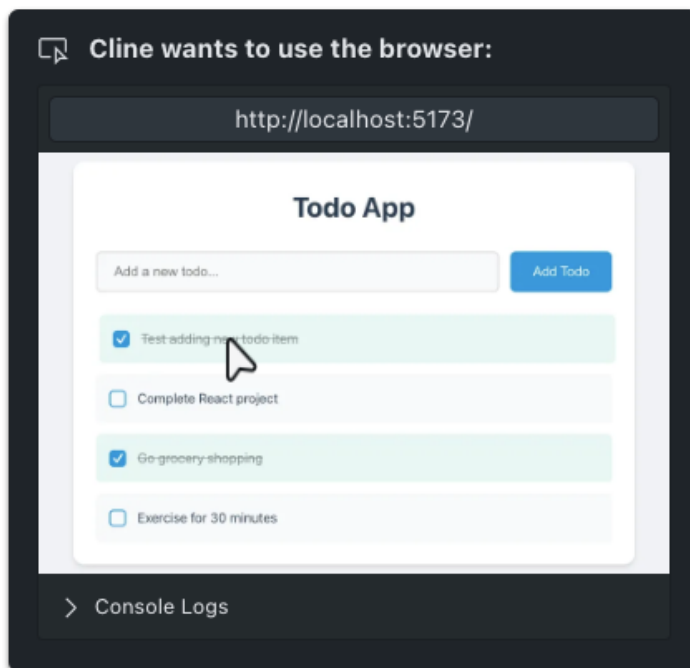 Cline wants to use the browser:
http://localhost:5173/
Todo App
Add a new todo...
Add Todo
Test adding new todo item
Complete React project
Go grocery shopping
Exercise for 30 minutes
Console Logs